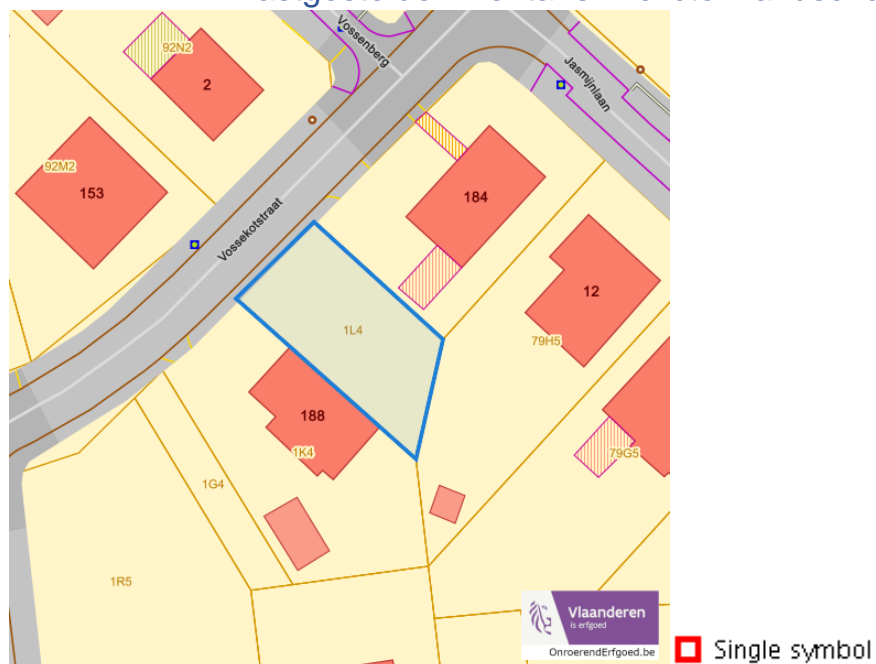 Vossenberg
92N2
2
Jasmijnlaan
92M2
153
184
Vossekotstraat
12
1L4
79H5
188
1K4
79G5
1G4
1R5
Vlaanderen
is erfgoed
OnroerendErfgoed.be
Single symbol